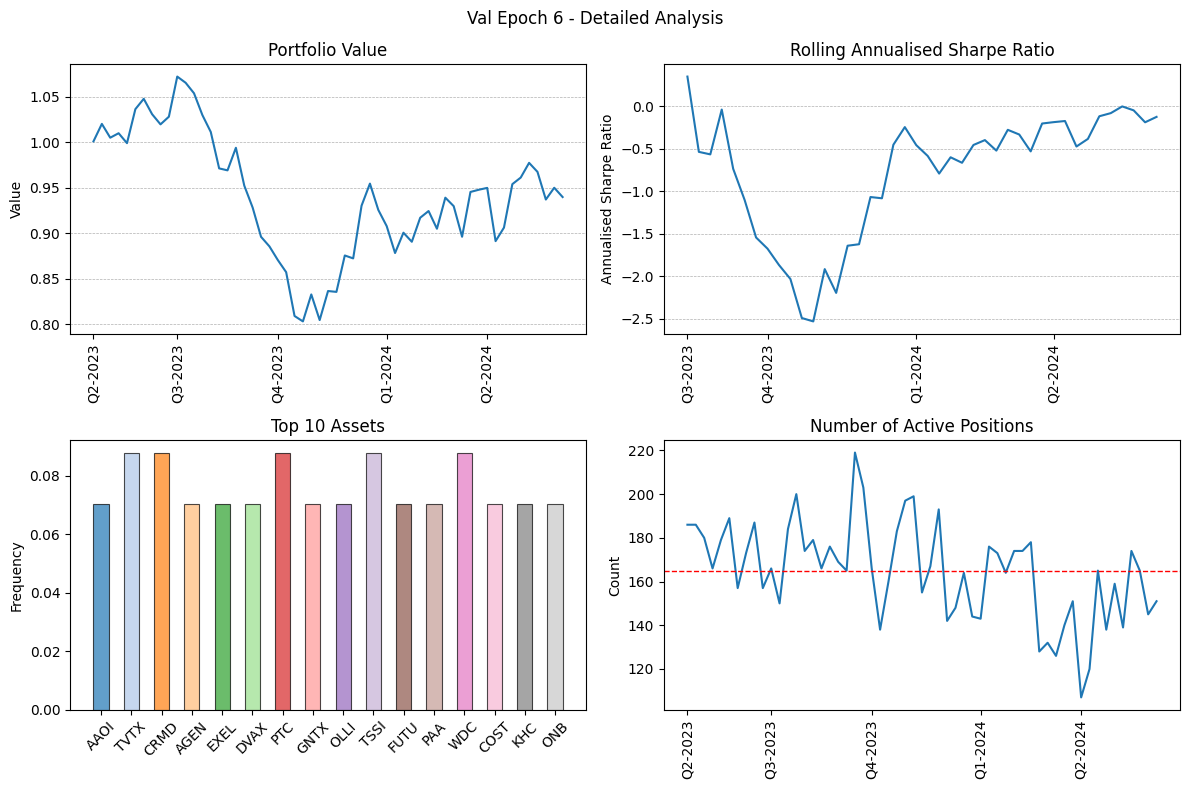 Val Epoch 6 - Detailed Analysis
Portfolio Value
Value
1.05
1.00
0.95
0.90
0.85
0.80
Q2-2023
Q3-2023
Q4-2023
Q1-2024
Q2-2024
Rolling Annualised Sharpe Ratio
Annualised Sharpe Ratio
0.0
−0.5
−1.0
−1.5
−2.0
−2.5
Q3-2023
Q4-2023
Q1-2024
Q2-2024
Top 10 Assets
Frequency
0.08
0.06
0.04
0.02
0.00
AAOI
TVTX
CRMD
AGEN
EXEL
DVAX
PTC
GNTX
OLLI
TSSI
FUTU
PAA
WDC
COST
KHC
ONB
Number of Active Positions
Count
220
200
180
160
140
120
Q2-2023
Q3-2023
Q4-2023
Q1-2024
Q2-2024